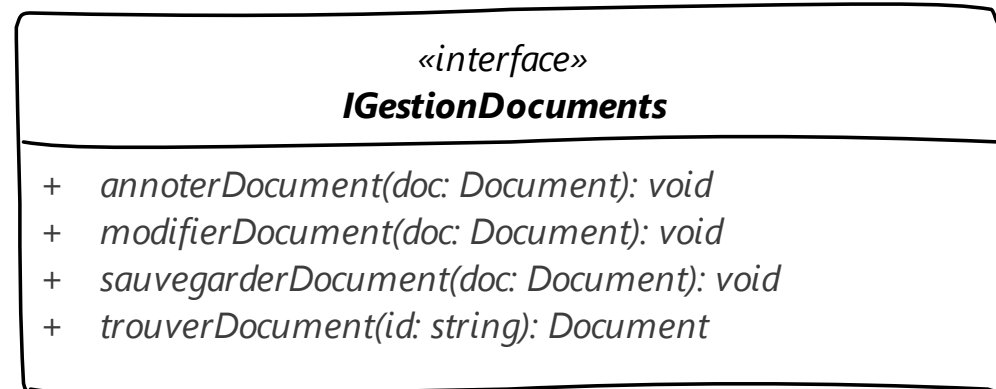 «interface»
IGestionDocuments
+ annoterDocument(doc: Document): void
+ modifierDocument(doc: Document): void
+ sauvegarderDocument(doc: Document): void
+ trouverDocument(id: string): Document